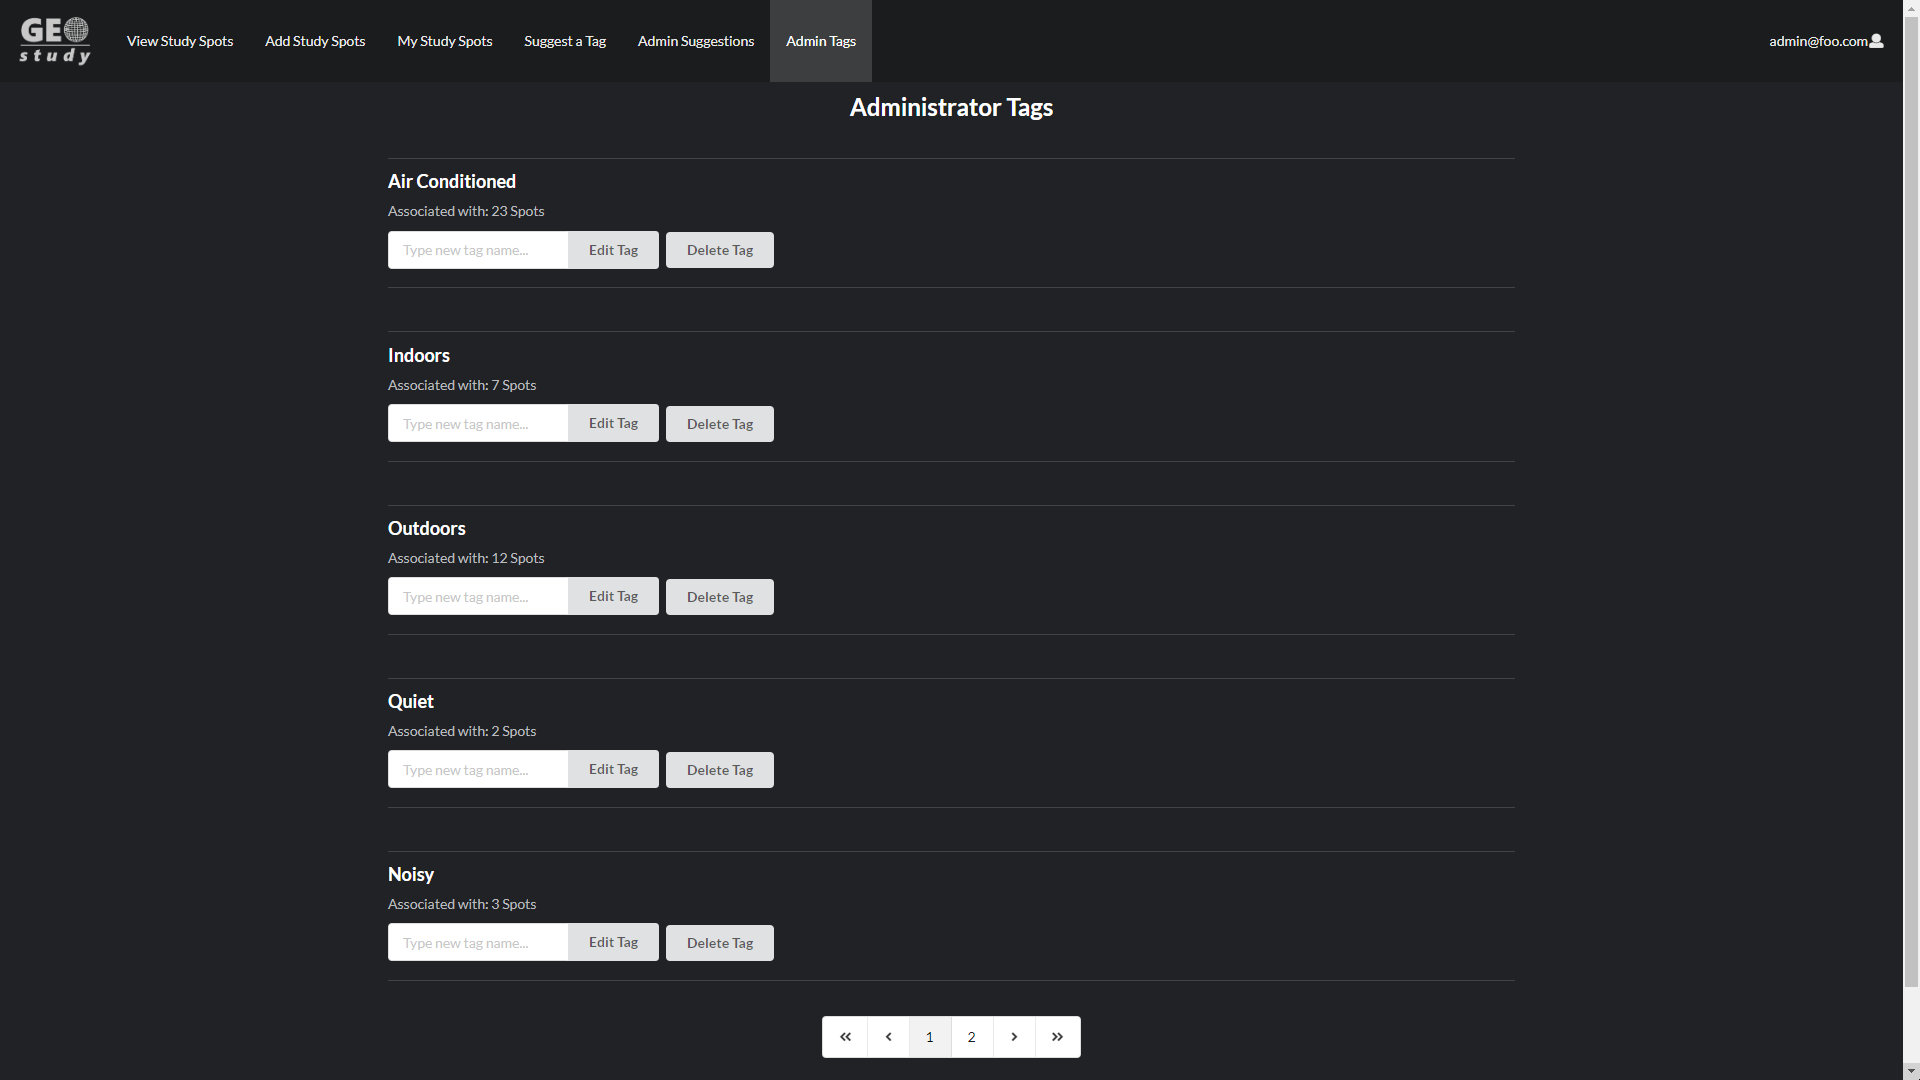 GEO
study
View Study Spots
Add Study Spots
My Study Spots
Suggest a Tag
Admin Suggestions
Admin Tags
admin@foo.com
Administrator Tags
Air Conditioned
Associated with: 23 Spots
Type new tag name... Edit Tag Delete Tag
Indoors
Associated with: 7 Spots
Type new tag name... Edit Tag Delete Tag
Outdoors
Associated with: 12 Spots
Type new tag name... Edit Tag Delete Tag
Quiet
Associated with: 2 Spots
Type new tag name... Edit Tag Delete Tag
Noisy
Associated with: 3 Spots
Type new tag name... Edit Tag Delete Tag
« ‹ 1 2 › »